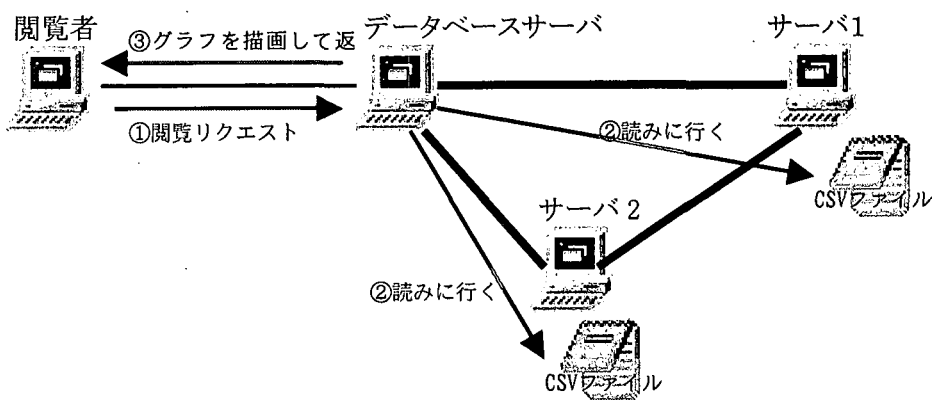 閲覧者
データベースサーバ
サーバ1
③グラフを描画して返
①閲覧リクエスト
②読みに行く
CSVファイル
サーバ2
②読みに行く
CSVファイル